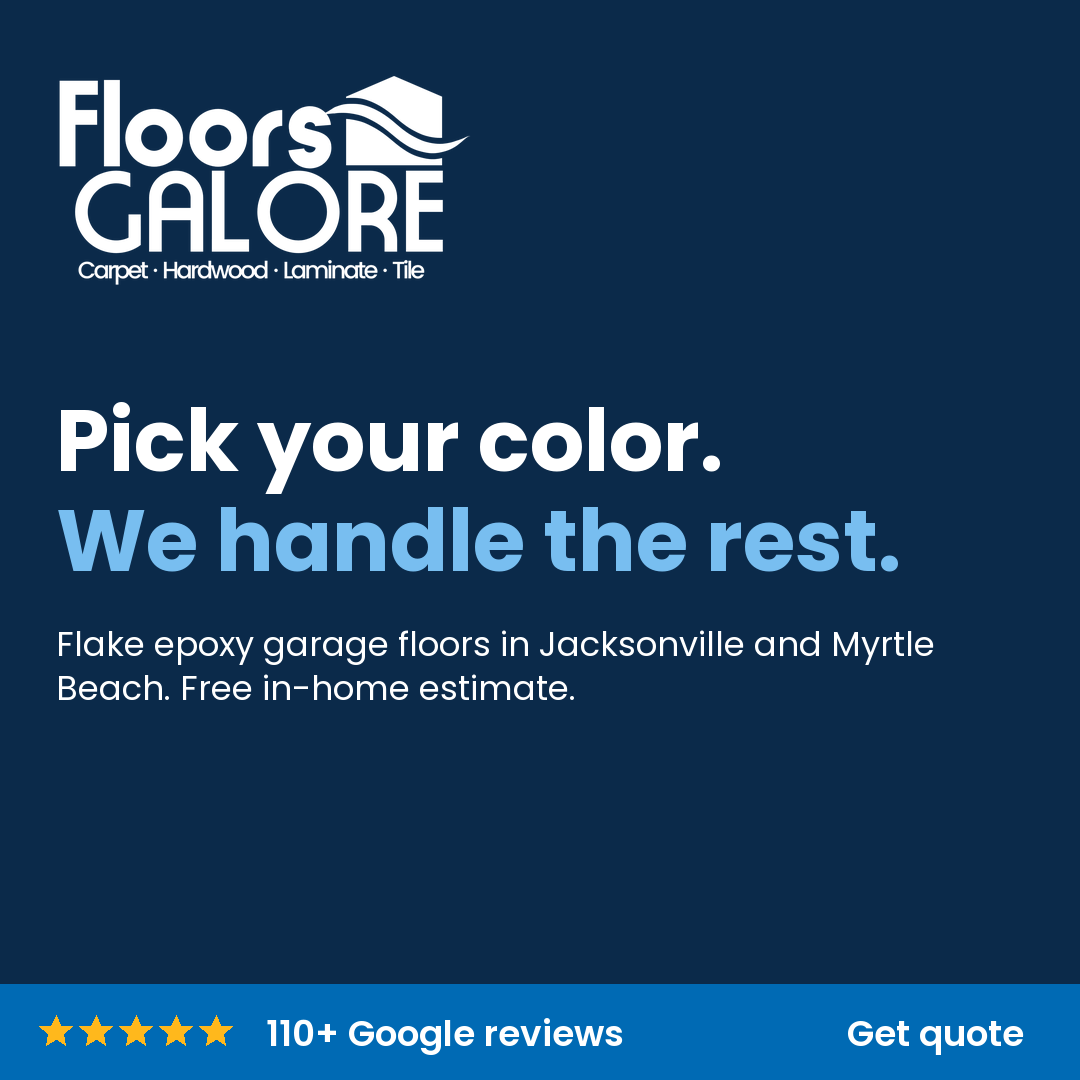 Floors
GALORE
Carpet · Hardwood · Laminate · Tile
Pick your color.
We handle the rest.
Flake epoxy garage floors in Jacksonville and Myrtle
Beach. Free in-home estimate.
110+ Google reviews
Get quote